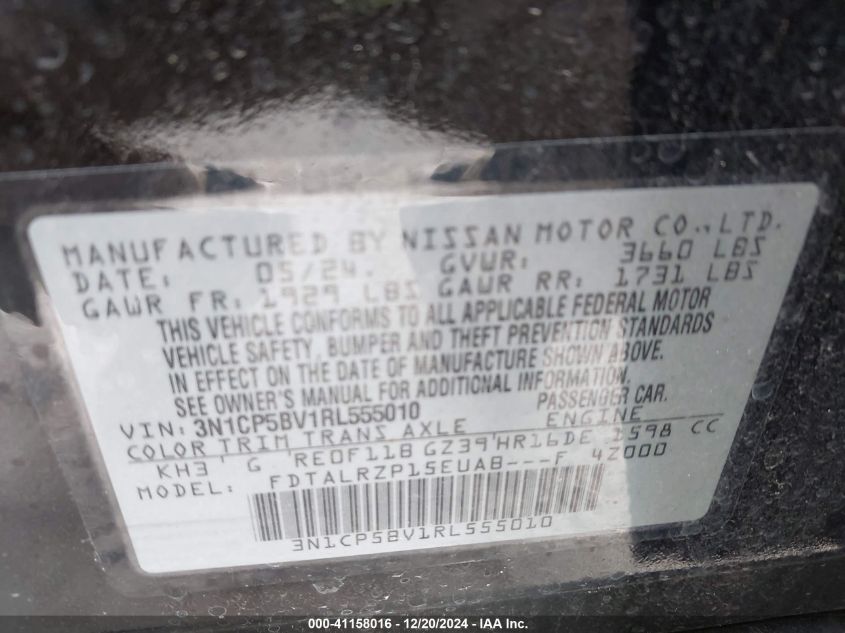 MANUFACTURED BY NISSAN MOTOR CO.,LTD.
DATE: 05/24. GVWR: 3660 LBS
GAWR FR: 1929 LBS GAWR RR: 1731 LBS
THIS VEHICLE CONFORMS TO ALL APPLICABLE FEDERAL MOTOR
VEHICLE SAFETY, BUMPER AND THEFT PREVENTION STANDARDS
IN EFFECT ON THE DATE OF MANUFACTURE SHOWN ABOVE.
SEE OWNER'S MANUAL FOR ADDITIONAL INFORMATION.
VIN: 3N1CP5BV1RL555010 PASSENGER CAR.
COLOR TRIM TRANS AXLE ENGINE
KH3 G RE0F11B GZ39 HR16DE 1598 CC
MODEL: FDTALRZP15EUAB---F 4Z000
3N1CP5BV1RL555010
000-41158016 - 12/20/2024 - IAAI, Inc.